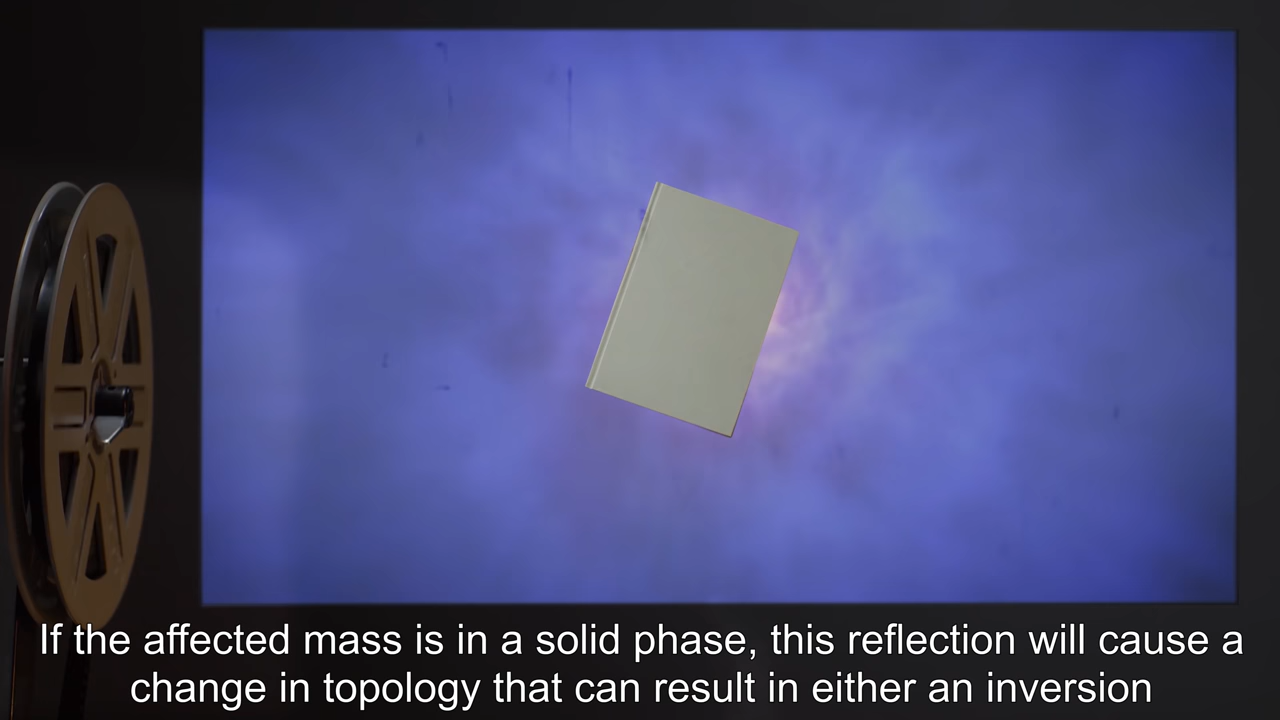 If the affected mass is in a solid phase, this reflection will cause a
change in topology that can result in either an inversion